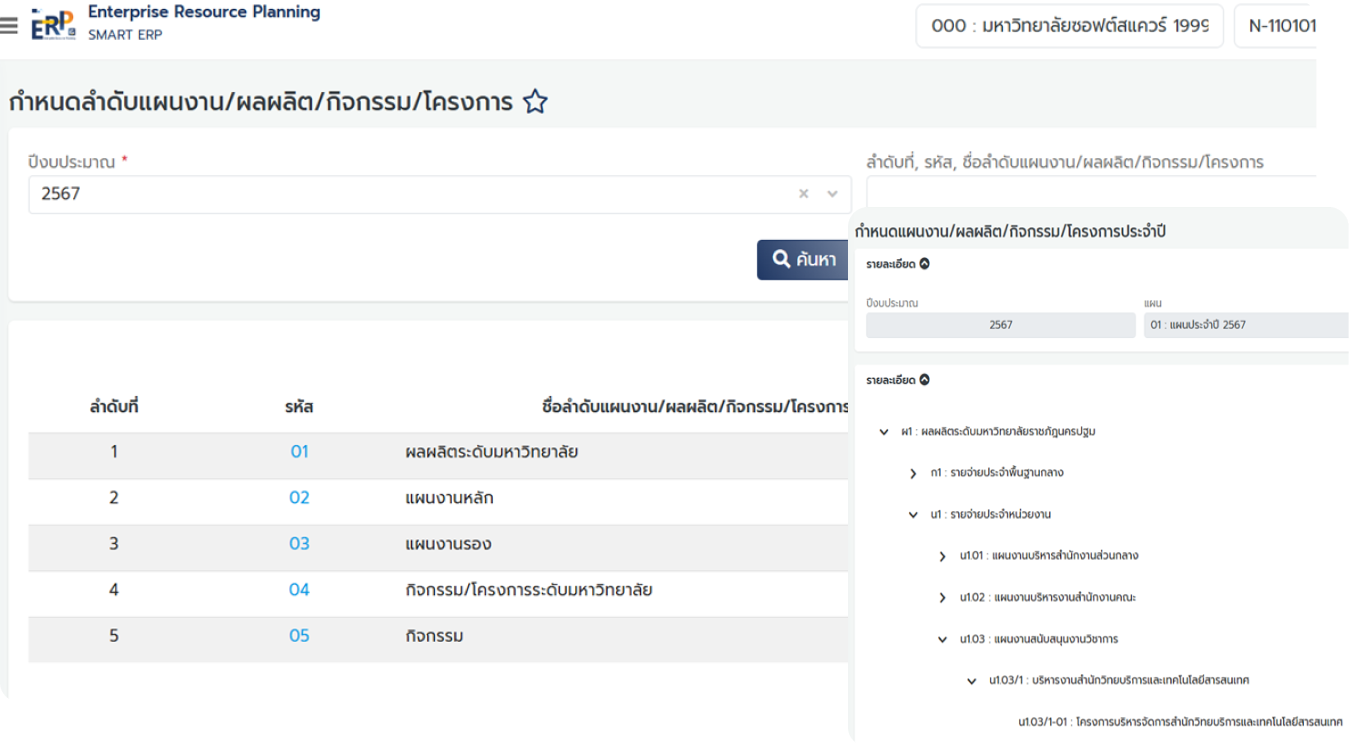 Enterprise Resource Planning
ERP
SMART ERP
000 : มหาวิทยาลัยซอฟต์สแควร์ 1999
N-110101
กำหนดลำดับแผนงาน/ผลผลิต/กิจกรรม/โครงการ
ปีงบประมาณ *
ลำดับที่, รหัส, ชื่อลำดับแผนงาน/ผลผลิต/กิจกรรม/โครงการ
2567
ค้นหา
ลำดับที่ รหัส ชื่อลำดับแผนงาน/ผลผลิต/กิจกรรม/โครงการ
1 01 ผลผลิตระดับมหาวิทยาลัย
2 02 แผนงานหลัก
3 03 แผนงานรอง
4 04 กิจกรรม/โครงการระดับมหาวิทยาลัย
5 05 กิจกรรม
กำหนดแผนงาน/ผลผลิต/กิจกรรม/โครงการประจำปี
รายละเอียด
ปีงบประมาณ แผน
2567 01 : แผนประจำปี 2567
รายละเอียด
ผ1 : ผลผลิตระดับมหาวิทยาลัยราชภัฏนครปฐม
ก1 : รายจ่ายประจำพื้นฐานกลาง
น1 : รายจ่ายประจำหน่วยงาน
น1.01 : แผนงานบริหารสำนักงานส่วนกลาง
น1.02 : แผนงานบริหารงานสำนักงานคณะ
น1.03 : แผนงานสนับสนุนงานวิชาการ
น1.03/1 : บริหารงานสำนักวิทยบริการและเทคโนโลยีสารสนเทศ
น1.03/1-01 : โครงการบริหารจัดการสำนักวิทยบริการและเทคโนโลยีสารสนเทศ